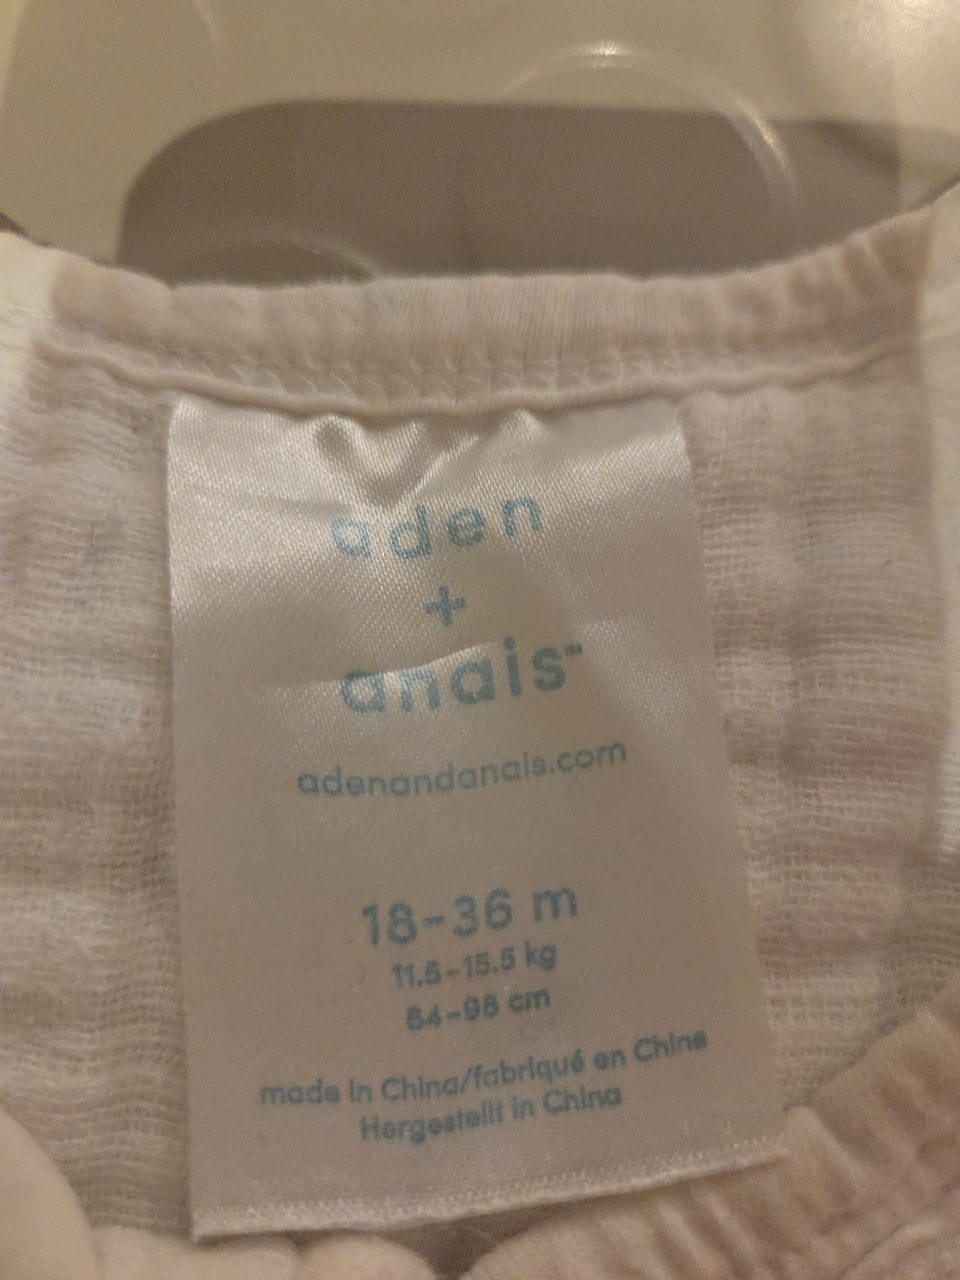 aden
+
anais™
adenandanais.com
18-36 m
11.5-15.5 kg
84-98 cm
made in China/fabriqué en Chine
Hergestellt in China